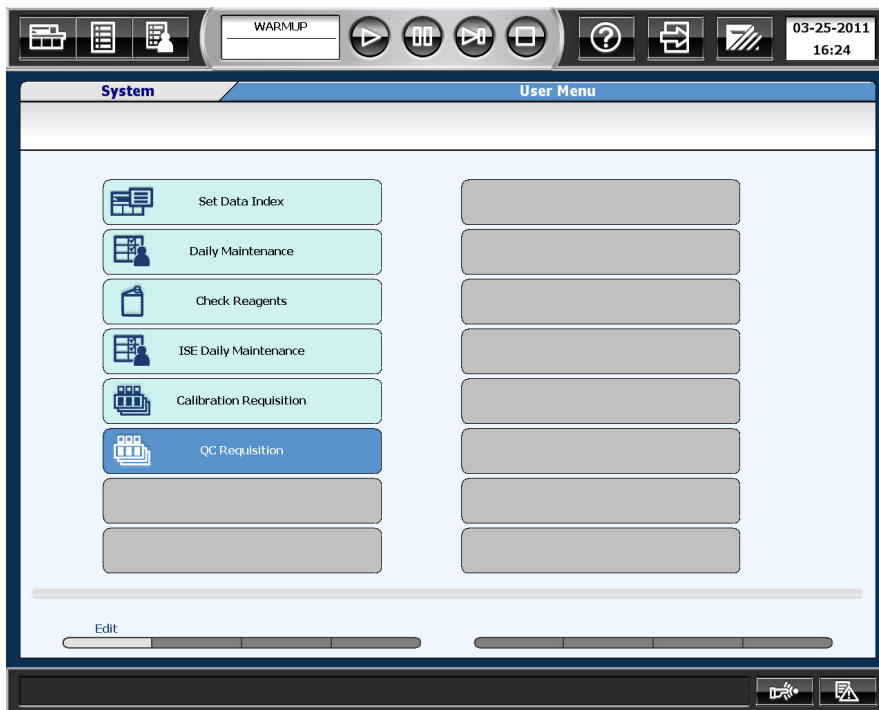 WARMUP
03-25-2011
16:24
System
User Menu
Set Data Index
Daily Maintenance
Check Reagents
ISE Daily Maintenance
Calibration Requisition
QC Requisition
Edit